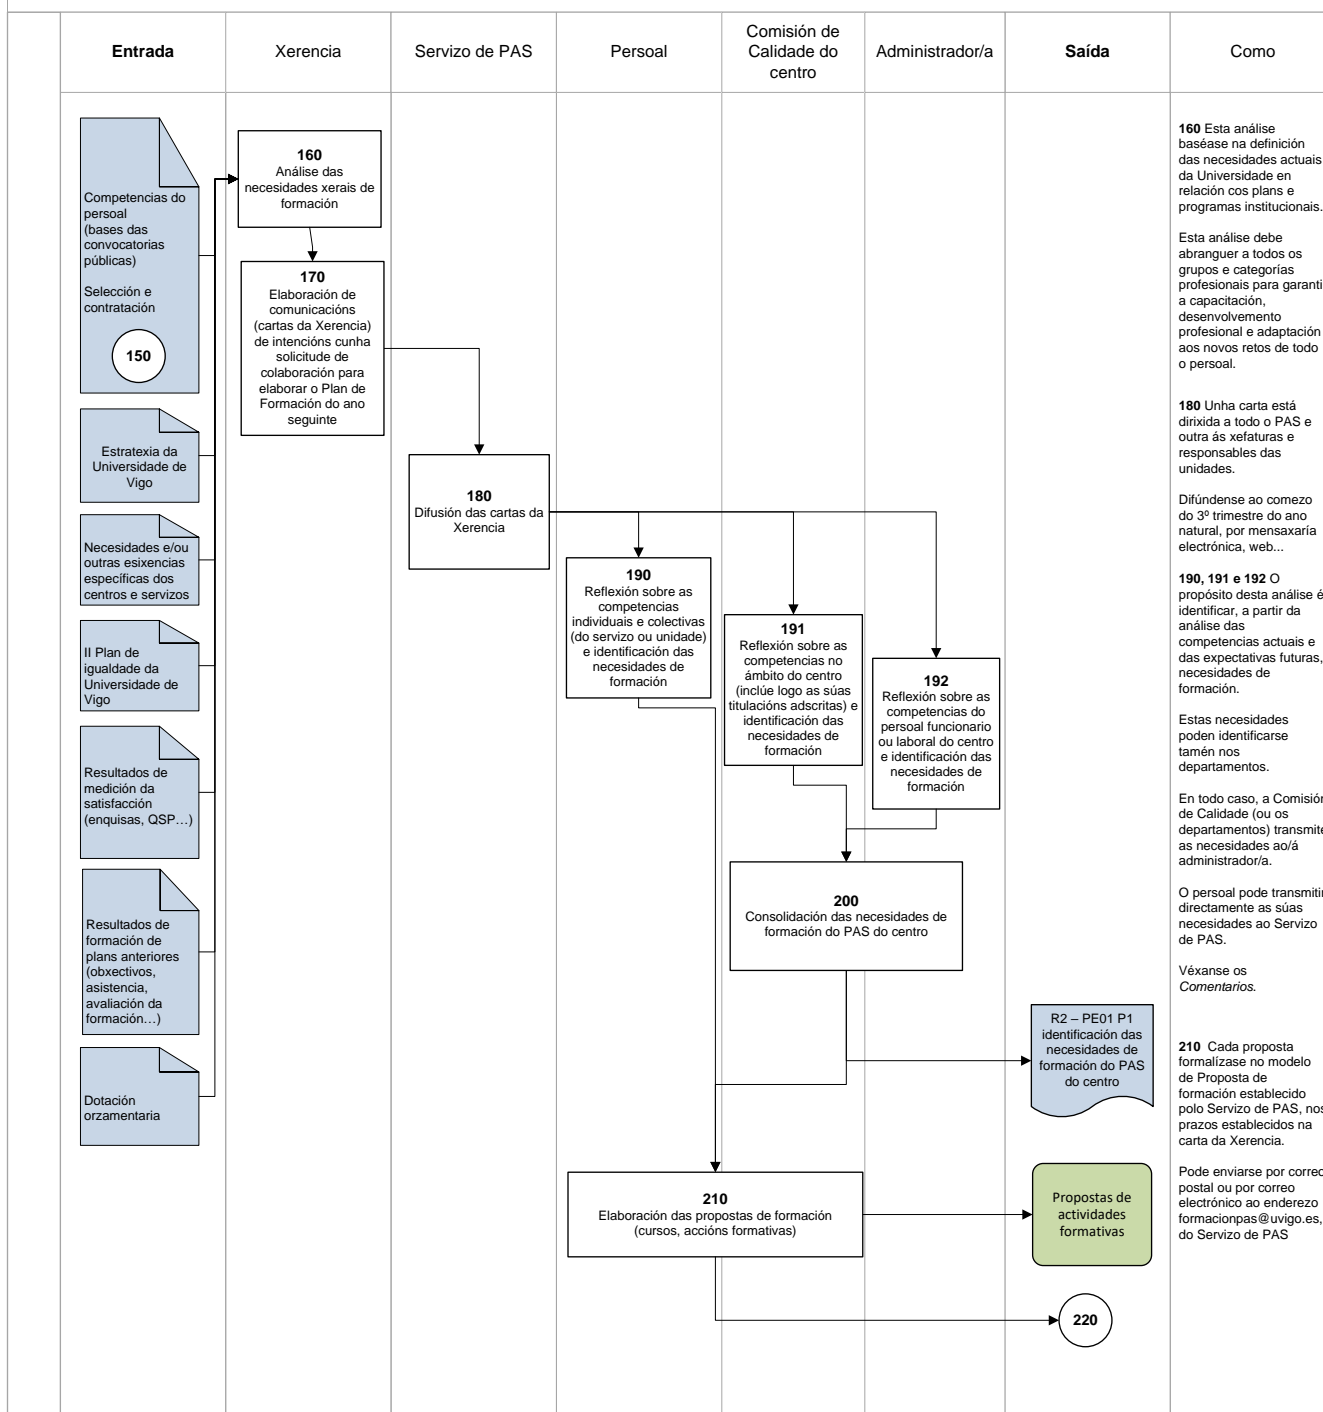 Entrada
Xerencia
Servizo de PAS
Persoal
Comisión de
Calidade do
centro
Administrador/a
Saída
Como
Competencias do
persoal
(bases das
convocatorias
públicas)
Selección e
contratación
150
Estratexia da
Universidade de
Vigo
Necesidades e/ou
outras esixencias
específicas dos
centros e servizos
II Plan de
igualdade da
Universidade de
Vigo
Resultados de
medición da
satisfacción
(enquisas, QSP…)
Resultados de
formación de
plans anteriores
(obxectivos,
asistencia,
avaliación da
formación…)
Dotación
orzamentaria
160
Análise das
necesidades xerais de
formación
170
Elaboración de
comunicacións
(cartas da Xerencia)
de intencións cunha
solicitude de
colaboración para
elaborar o Plan de
Formación do ano
seguinte
180
Difusión das cartas da
Xerencia
190
Reflexión sobre as
competencias
individuais e colectivas
(do servizo ou unidade)
e identificación das
necesidades de
formación
191
Reflexión sobre as
competencias no
ámbito do centro
(inclúe logo as súas
titulacións adscritas) e
identificación das
necesidades de
formación
192
Reflexión sobre as
competencias do
persoal funcionario
ou laboral do centro
e identificación das
necesidades de
formación
200
Consolidación das necesidades de
formación do PAS do centro
R2 – PE01 P1
identificación das
necesidades de
formación do PAS
do centro
210
Elaboración das propostas de formación
(cursos, accións formativas)
Propostas de
actividades
formativas
220
160 Esta análise
baséase na definición
das necesidades actuais
da Universidade en
relación cos plans e
programas institucionais.
Esta análise debe
abranguer a todos os
grupos e categorías
profesionais para garanti
a capacitación,
desenvolvemento
profesional e adaptación
aos novos retos de todo
o persoal.
180 Unha carta está
dirixida a todo o PAS e
outra ás xefaturas e
responsables das
unidades.
Difúndense ao comezo
do 3º trimestre do ano
natural, por mensaxaría
electrónica, web...
190, 191 e 192 O
propósito desta análise é
identificar, a partir da
análise das
competencias actuais e
das expectativas futuras,
necesidades de
formación.
Estas necesidades
poden identificarse
tamén nos
departamentos.
En todo caso, a Comisión
de Calidade (ou os
departamentos) transmite
as necesidades ao/á
administrador/a.
O persoal pode transmitir
directamente as súas
necesidades ao Servizo
de PAS.
Véxanse os
Comentarios.
210 Cada proposta
formalízase no modelo
de Proposta de
formación establecido
polo Servizo de PAS, nos
prazos establecidos na
carta da Xerencia.
Pode enviarse por correo
postal ou por correo
electrónico ao enderezo
formacionpas@uvigo.es,
do Servizo de PAS